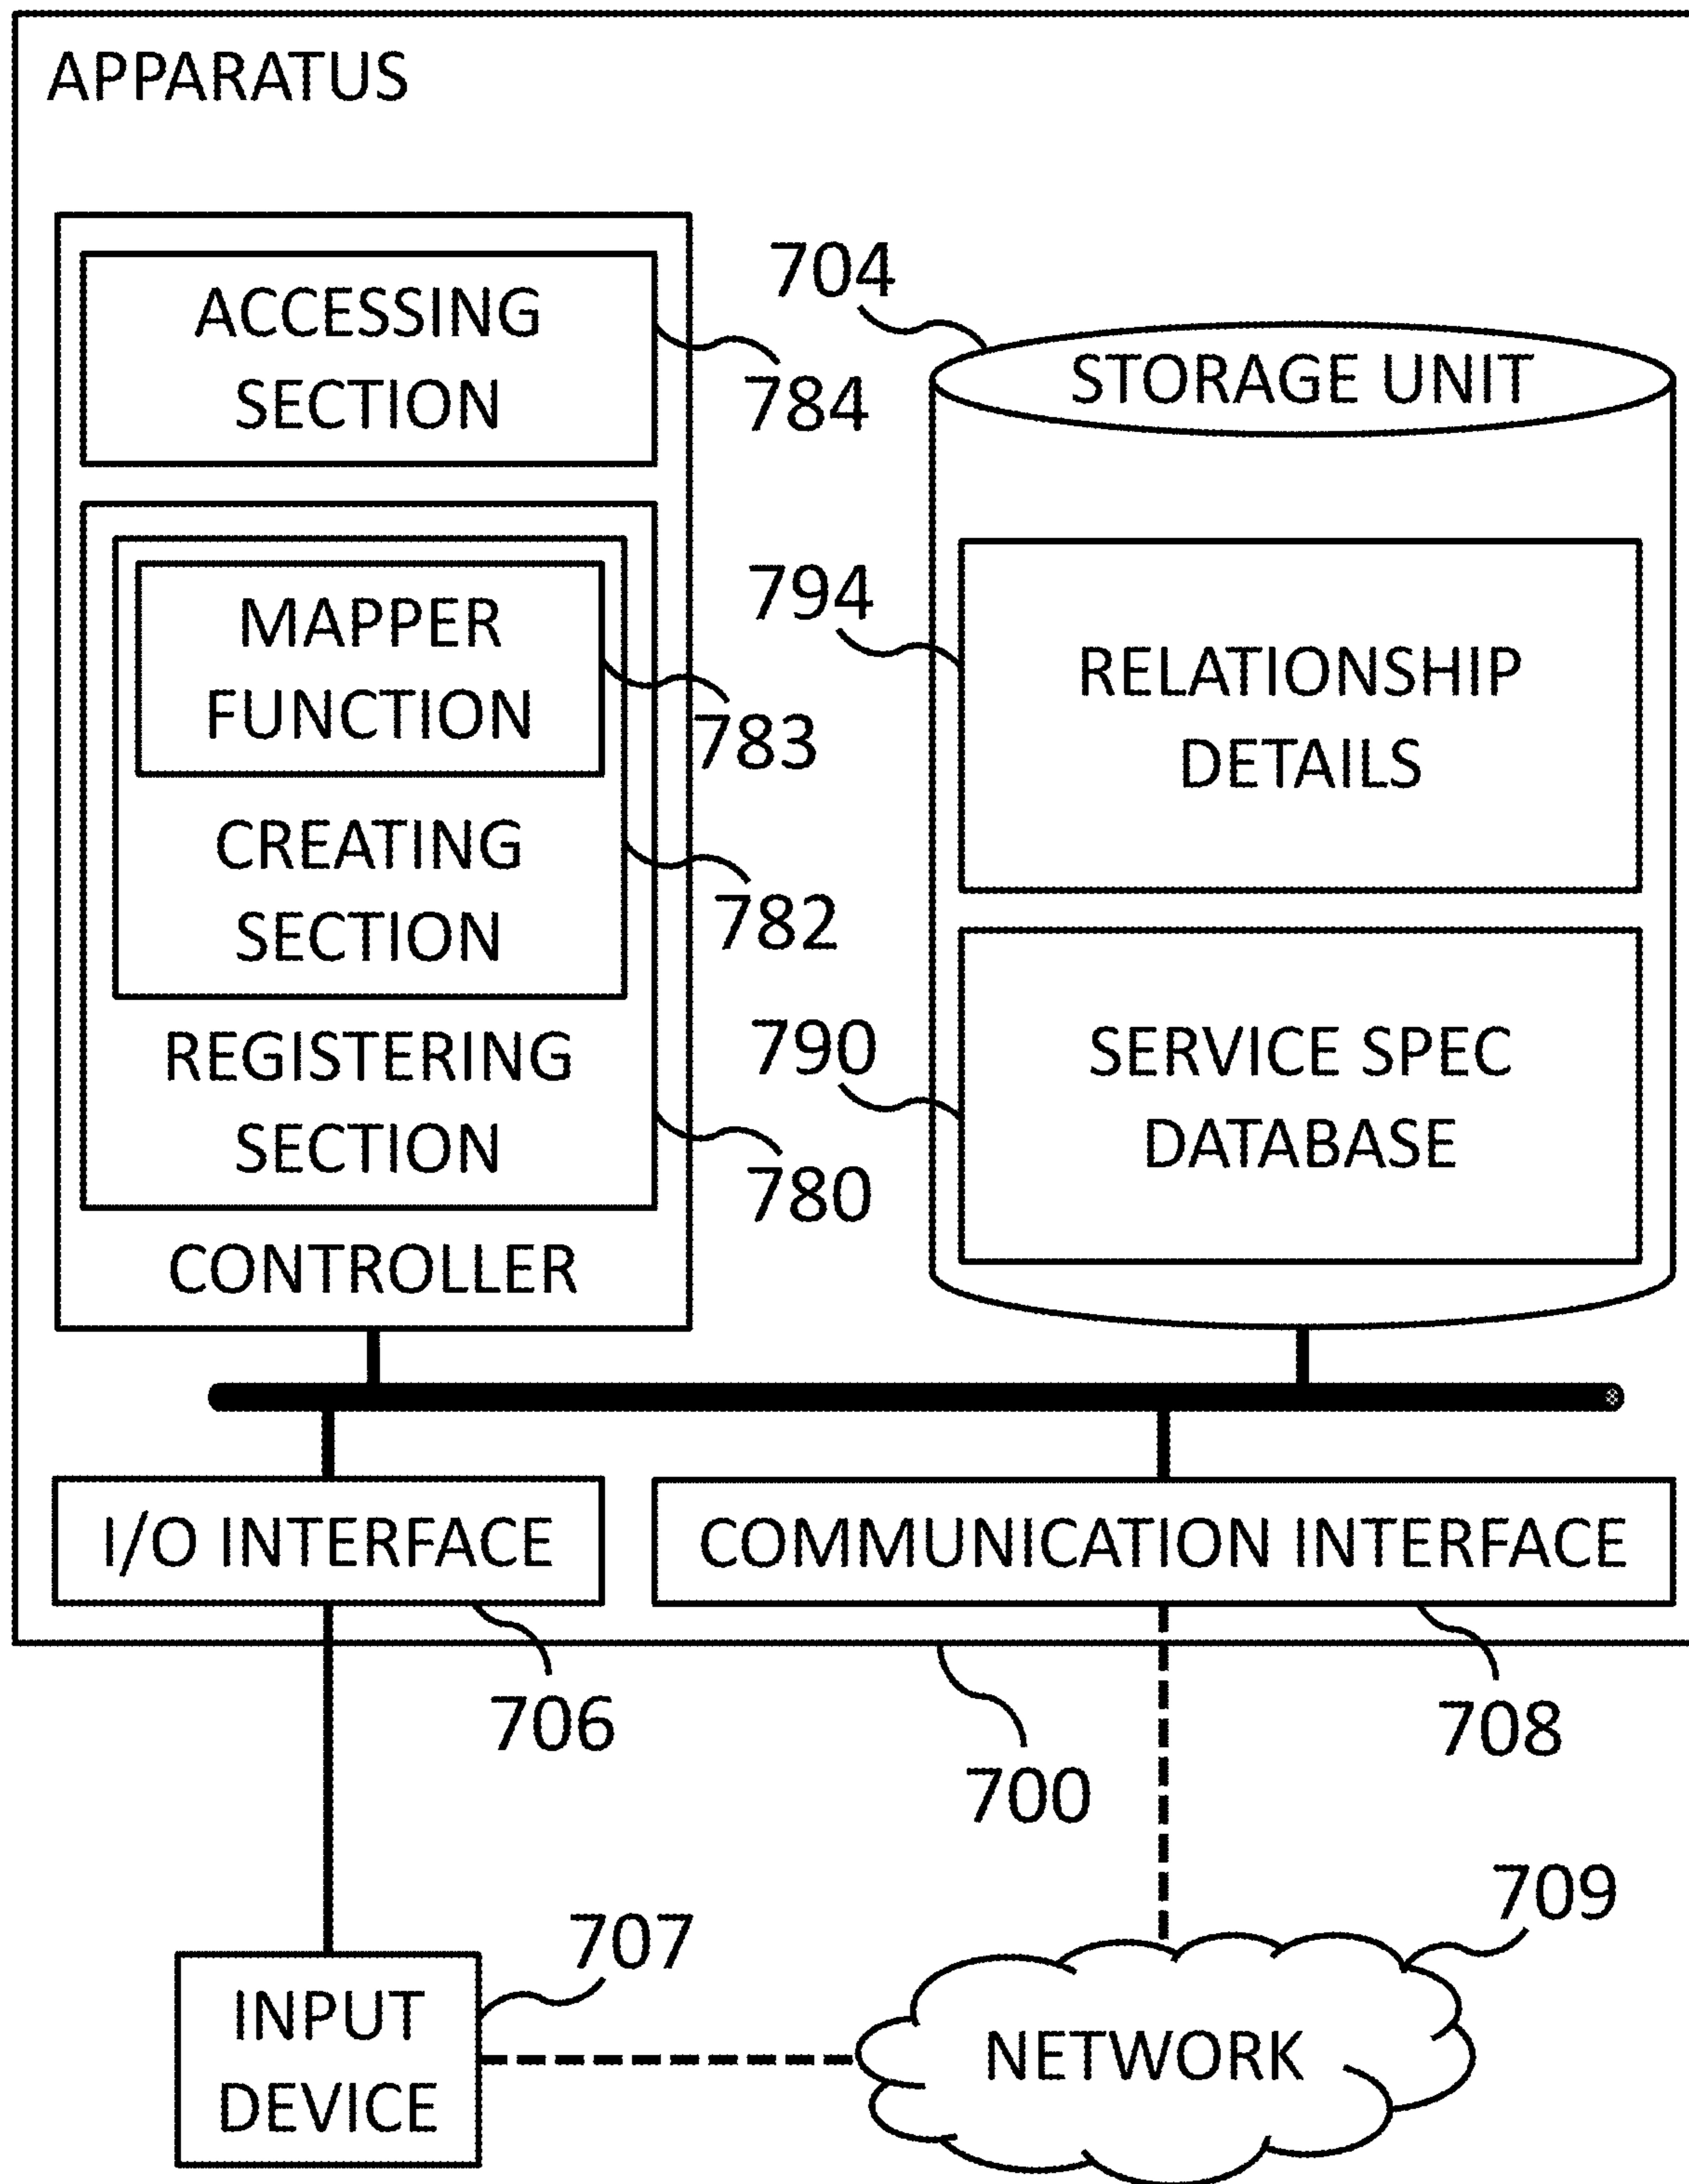 APPARATUS
ACCESSING
SECTION
784
MAPPER
FUNCTION
783
CREATING
SECTION
782
REGISTERING
SECTION
780
CONTROLLER
704
STORAGE UNIT
794
RELATIONSHIP
DETAILS
790
SERVICE SPEC
DATABASE
I/O INTERFACE
COMMUNICATION INTERFACE
706
708
700
707
709
INPUT
DEVICE
NETWORK